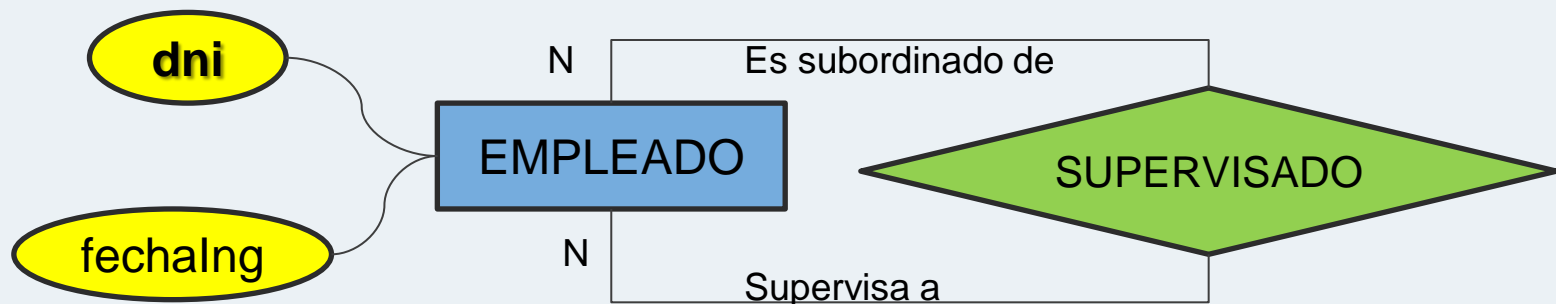 dni
N
Es subordinado de
EMPLEADO
SUPERVISADO
fechaIng
N
Supervisa a